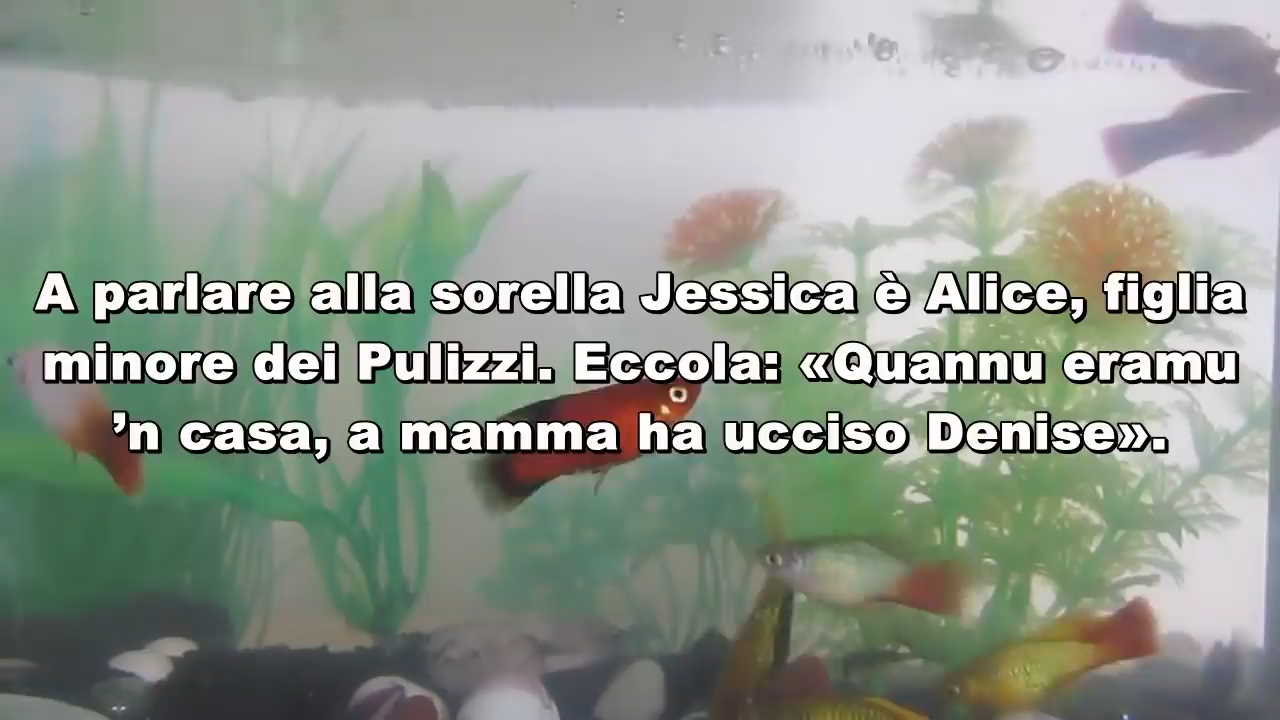 A parlare alla sorella Jessica è Alice, figlia
minore dei Pulizzi. Eccola: «Quannu eramu
’n casa, a mamma ha ucciso Denise».